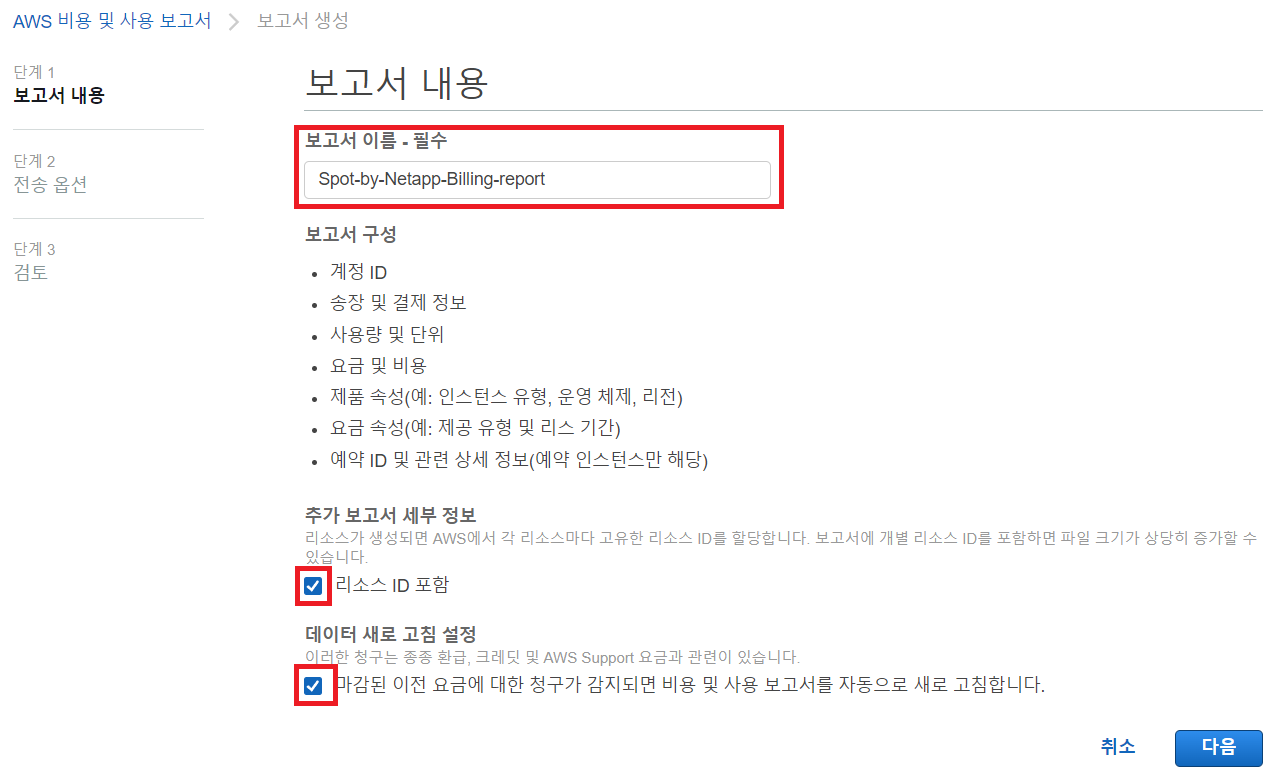 AWS 비용 및 사용 보고서 > 보고서 생성
단계 1
보고서 내용
단계 2
전송 옵션
단계 3
검토
보고서 내용
보고서 이름 - 필수
Spot-by-Netapp-Billing-report
보고서 구성
• 계정 ID
• 송장 및 결제 정보
• 사용량 및 단위
• 요금 및 비용
• 제품 속성(예: 인스턴스 유형, 운영 체제, 리전)
• 요금 속성(예: 제공 유형 및 리스 기간)
• 예약 ID 및 관련 상세 정보(예약 인스턴스만 해당)
추가 보고서 세부 정보
리소스가 생성되면 AWS에서 각 리소스마다 고유한 리소스 ID를 할당합니다. 보고서에 개별 리소스 ID를 포함하면 파일 크기가 상당히 증가할 수
있습니다.
리소스 ID 포함
데이터 새로 고침 설정
이러한 청구는 종종 환급, 크레딧 및 AWS Support 요금과 관련이 있습니다.
마감된 이전 요금에 대한 청구가 감지되면 비용 및 사용 보고서를 자동으로 새로 고침합니다.
취소
다음